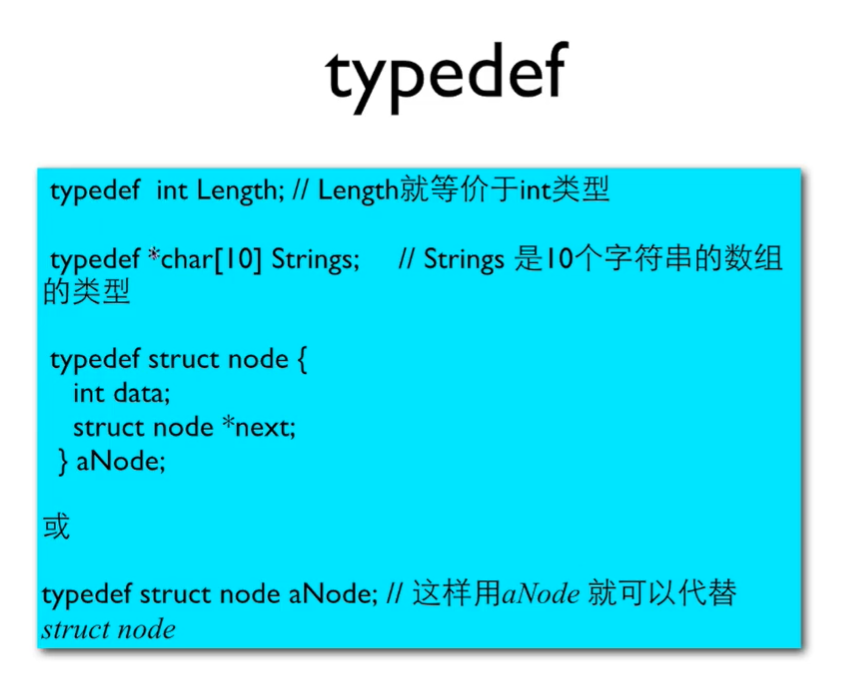 typedef
typedef  int Length; // Length就等价于int类型
typedef *char[10] Strings;     // Strings 是10个字符串的数组
的类型
typedef struct node {
   int data;
   struct node *next;
 } aNode;
或
typedef struct node aNode; // 这样用aNode 就可以代替
struct node